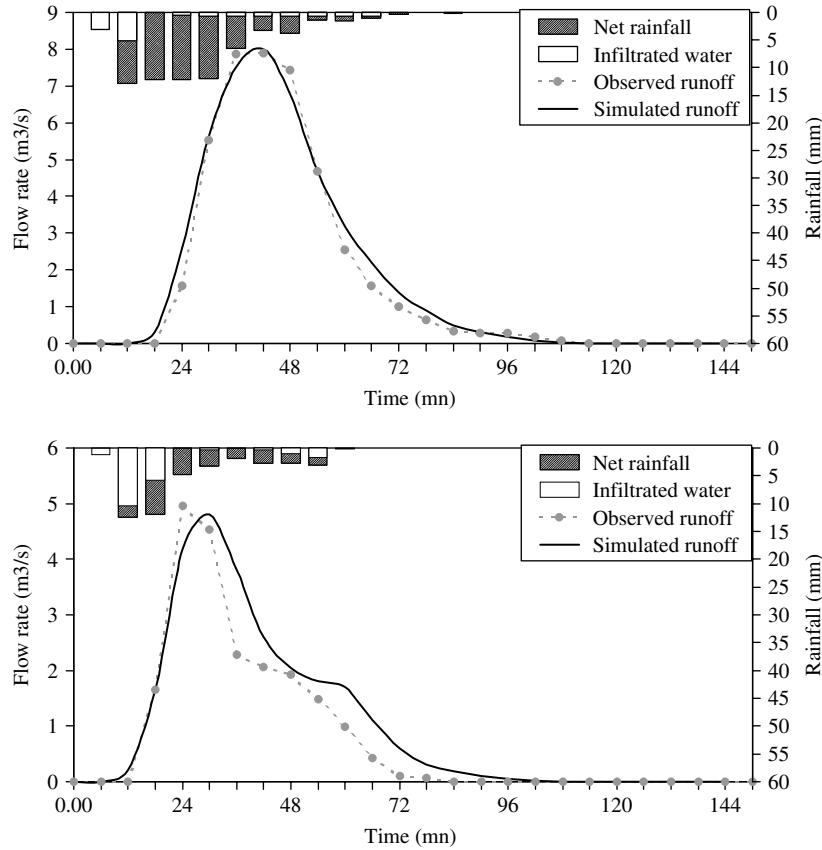 9
8
7
6
5
4
3
2
1
0
Flow rate (m3/s)
0
5
10
15
20
25
30
35
40
45
50
55
60
Rainfall (mm)
Net rainfall
Infiltrated water
Observed runoff
Simulated runoff
0.00 24 48 72 96 120 144
Time (mn)
6
5
4
3
2
1
0
Flow rate (m3/s)
0
5
10
15
20
25
30
35
40
45
50
55
60
Rainfall (mm)
Net rainfall
Infiltrated water
Observed runoff
Simulated runoff
0.00 24 48 72 96 120 144
Time (mn)